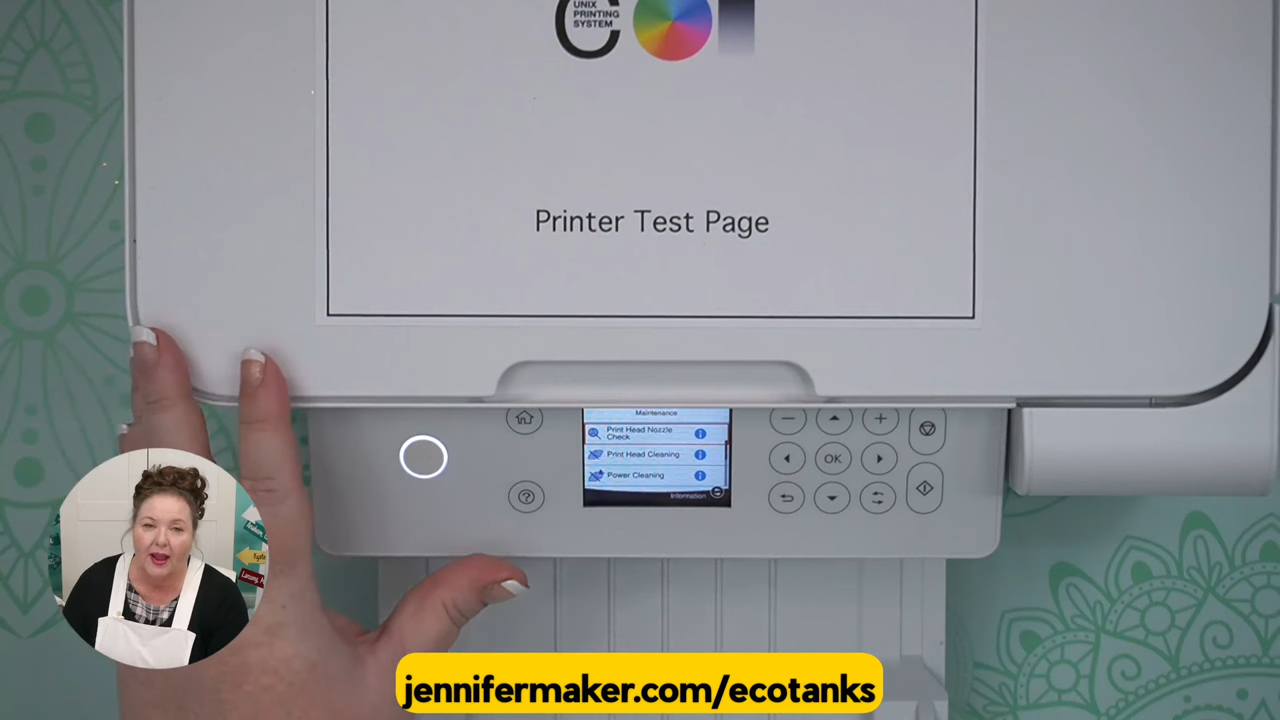 UNIX
PRINTING
SYSTEM
Printer Test Page
Maintenance
Print Head Nozzle
Check
Print Head Cleaning
Power Cleaning
Information
OK
jennifermaker.com/ecotanks